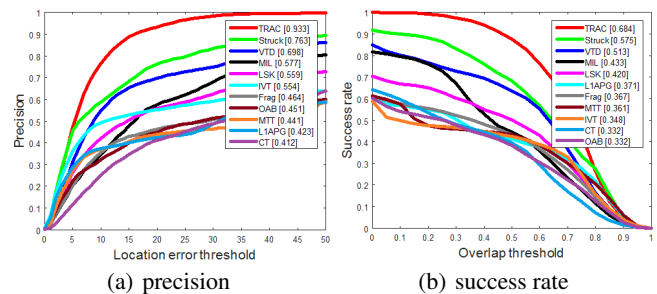 Precision
1
0.9
0.8
0.7
0.6
0.5
0.4
0.3
0.2
0.1
0
0 5 10 15 20 25 30 35 40 45 50
Location error threshold
TRAC [0.933]
Struck [0.763]
VTD [0.698]
MIL [0.577]
LSK [0.559]
IVT [0.554]
Frag [0.464]
OAB [0.451]
MTT [0.441]
L1APG [0.423]
CT [0.412]
(a) precision
Success rate
1
0.9
0.8
0.7
0.6
0.5
0.4
0.3
0.2
0.1
0
0 0.1 0.2 0.3 0.4 0.5 0.6 0.7 0.8 0.9 1
Overlap threshold
TRAC [0.684]
Struck [0.575]
VTD [0.513]
MIL [0.433]
LSK [0.420]
L1APG [0.371]
Frag [0.367]
MTT [0.361]
IVT [0.348]
CT [0.332]
OAB [0.332]
(b) success rate